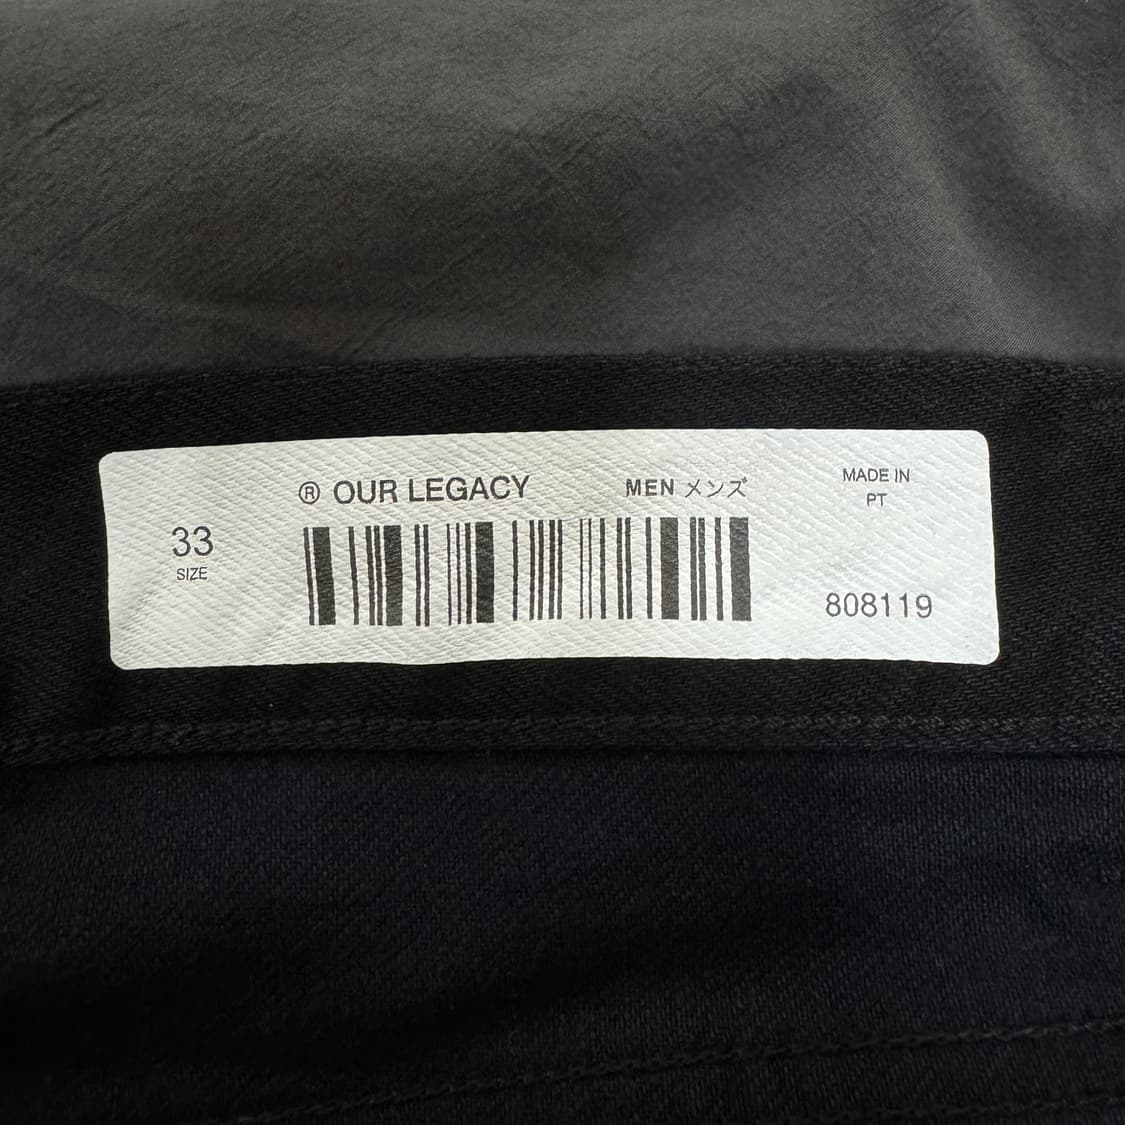 ® OUR LEGACY
MEN メンズ
MADE IN
PT
33
SIZE
808119